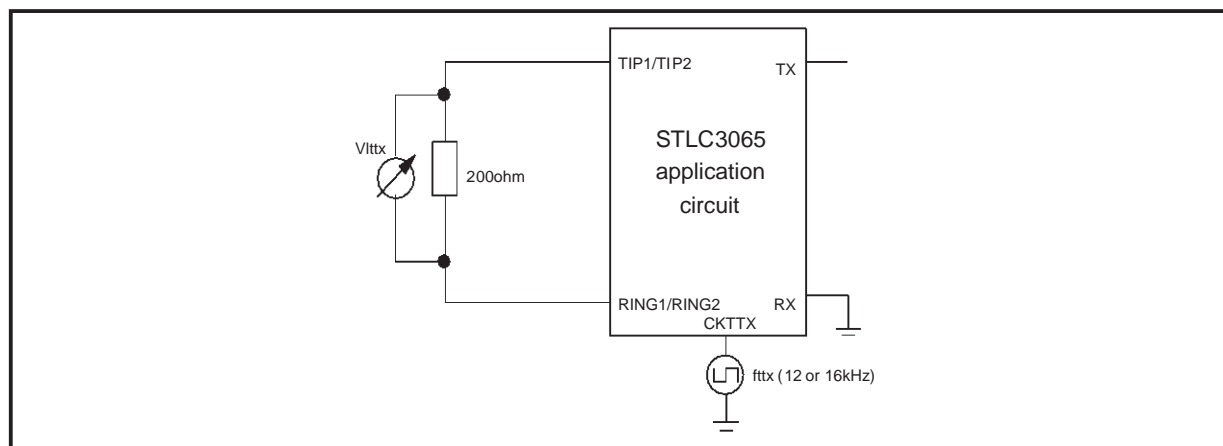 TIP1/TIP2
TX
Vlttx
200ohm
STLC3065
application
circuit
RING1/RING2
RX
CKTTX
fttx (12 or 16kHz)